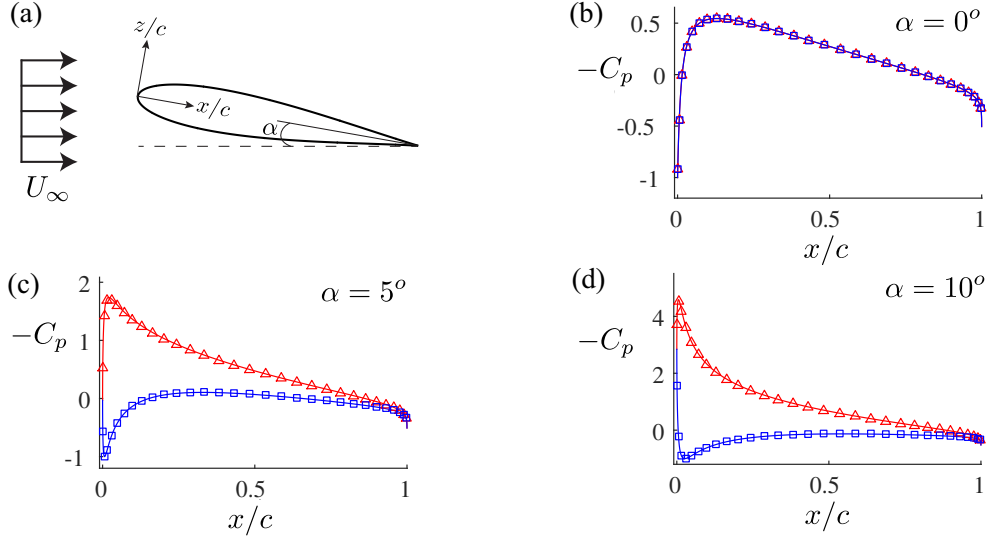 (a)
z/c
x/c
α
U∞
(b)
α = 0°
−Cp
0.5
0
-0.5
-1
0
0.5
1
x/c
(c)
α = 5°
−Cp
2
1
0
-1
0
0.5
1
x/c
(d)
α = 10°
−Cp
4
2
0
0
0.5
1
x/c